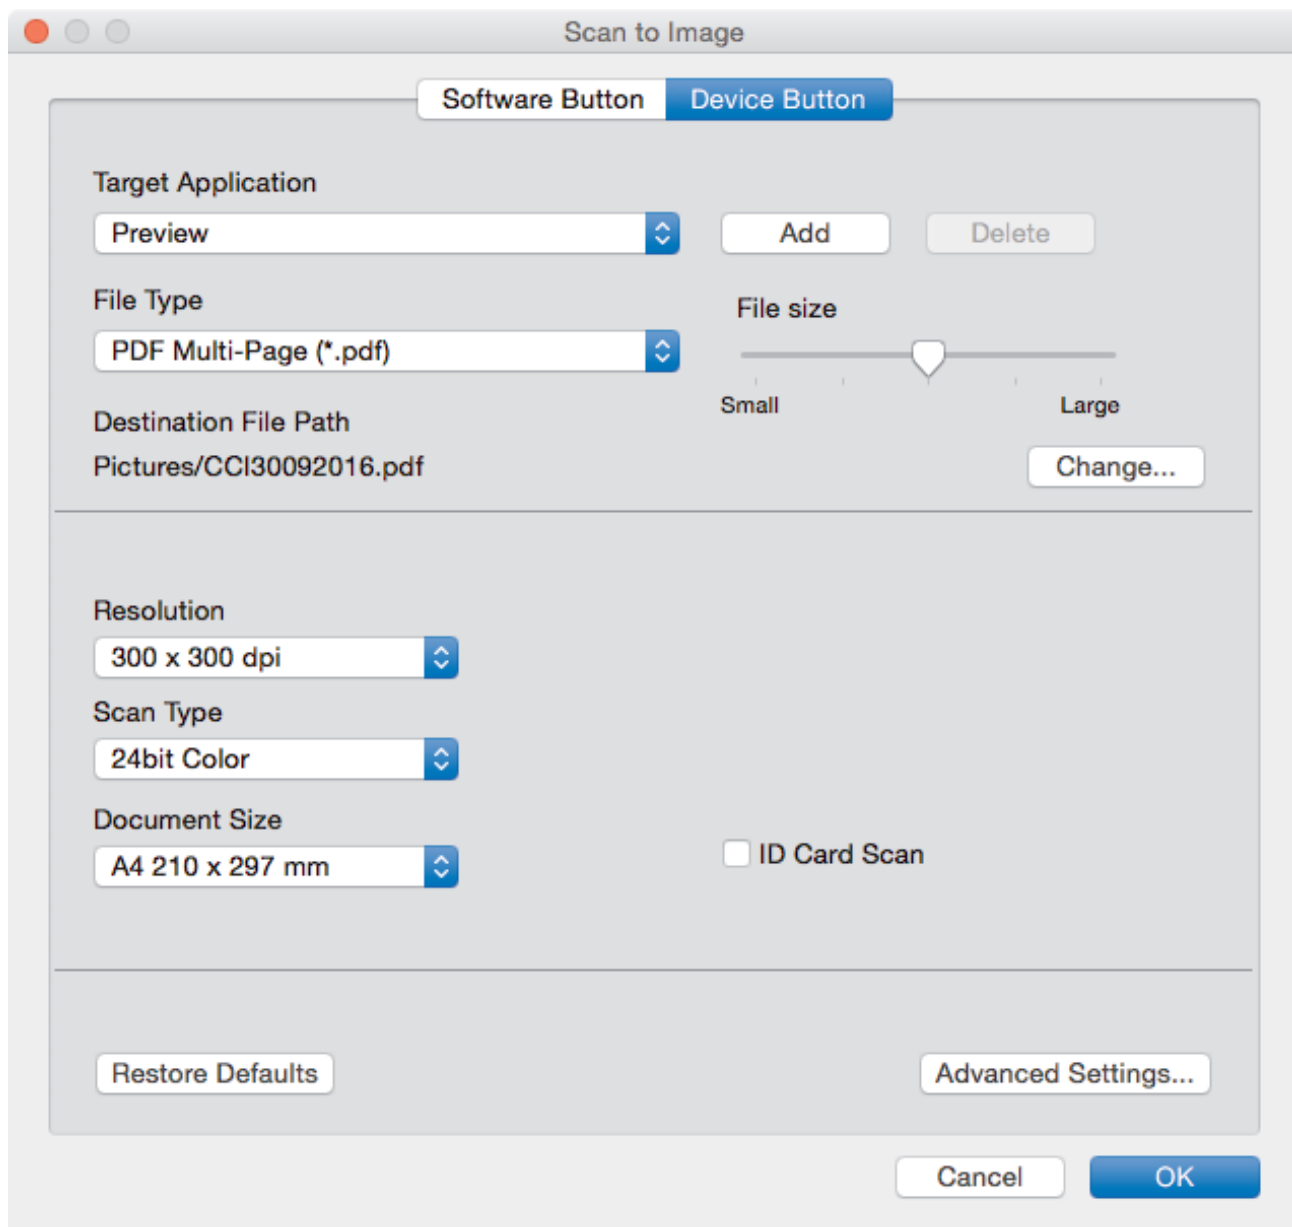 Scan to Image
Software Button Device Button
Target Application
Preview Add Delete
File Type
File size
PDF Multi-Page (*.pdf)
Small Large
Destination File Path
Pictures/CCI30092016.pdf Change...
Resolution
300 x 300 dpi
Scan Type
24bit Color
Document Size
A4 210 x 297 mm
ID Card Scan
Restore Defaults Advanced Settings...
Cancel OK